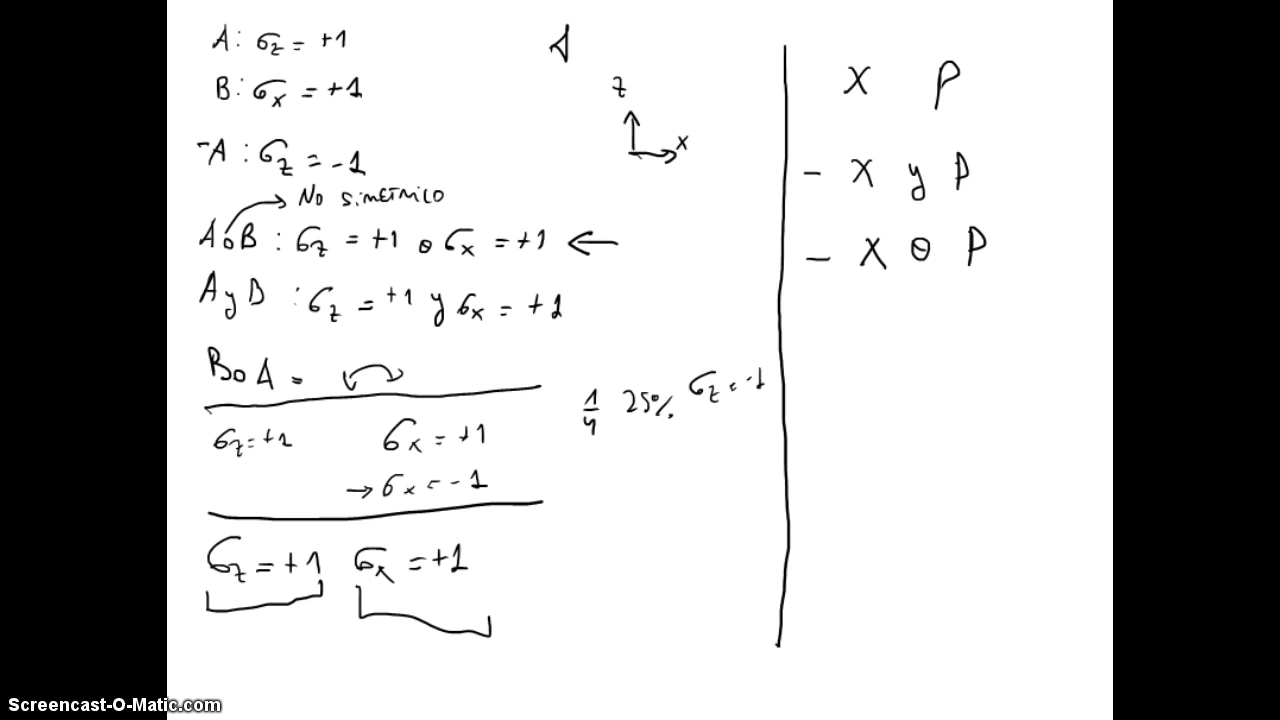 A: σz = +1
B: σx = +1
¬A: σz = -1
No simétrico
A o B: σz = +1 o σx = +1 ←
A y B: σz = +1 y σx = +1
B o A =
σz = +1 σx = +1
→ σx = -1
σz = +1 σx = +1
z
x
1/4 25% σz = -1
X P
- X y P
- X o P
Screencast-O-Matic.com